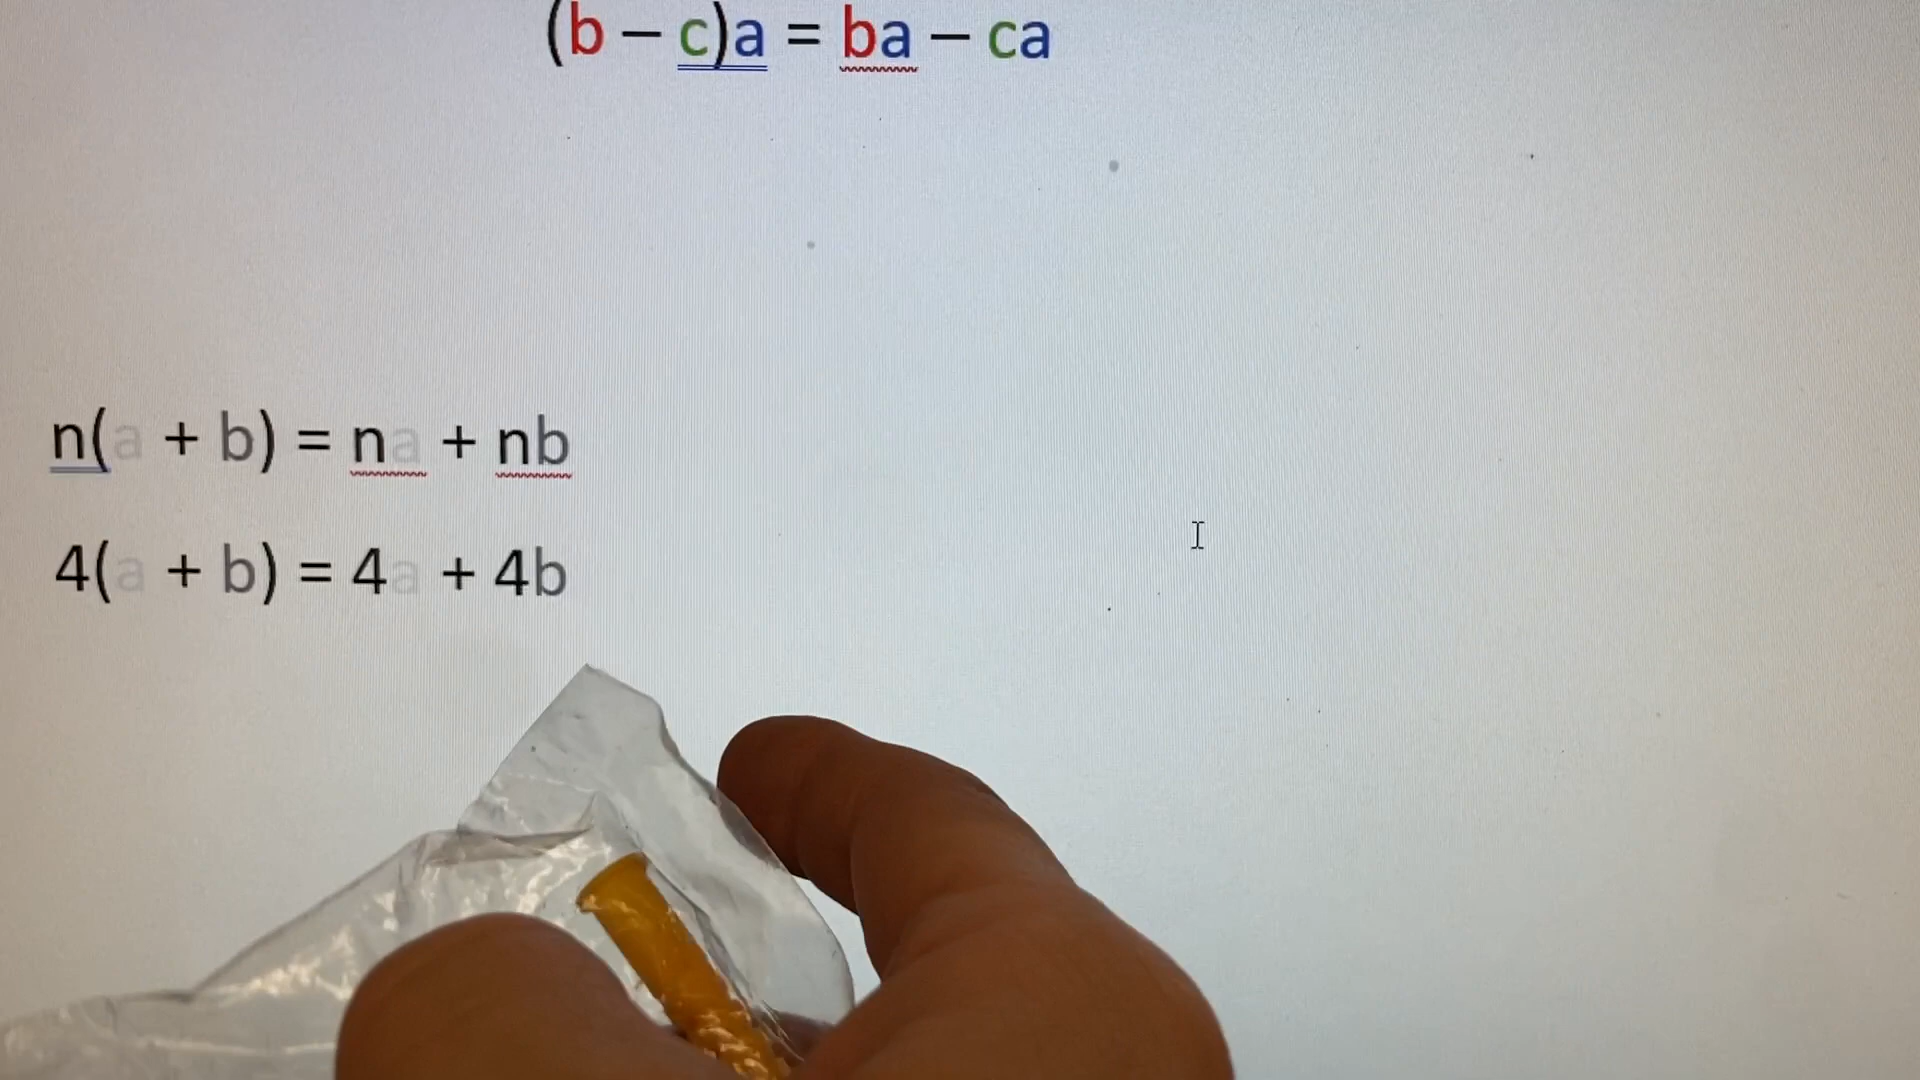 (b – c)a = ba – ca
n(a + b) = na + nb
4(a + b) = 4a + 4b